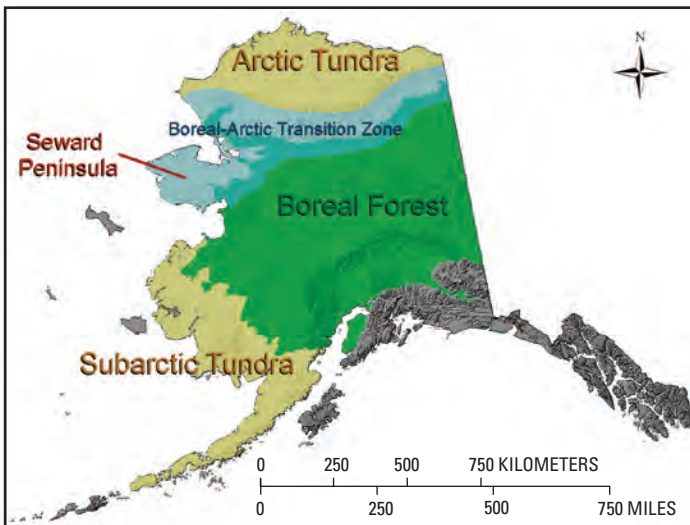 N
Arctic Tundra
Boreal-Arctic Transition Zone
Seward
Peninsula
Boreal Forest
Subarctic Tundra
0 250 500 750 KILOMETERS
0 250 500 750 MILES